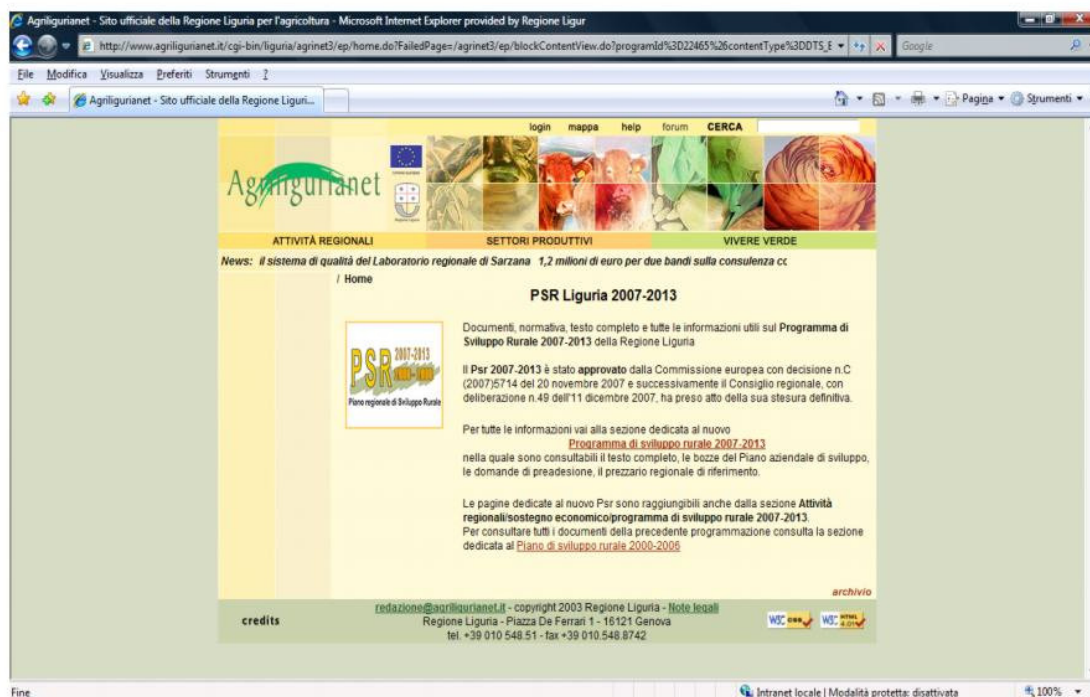 Agriligurianet - Sito ufficiale della Regione Liguria per l'agricoltura - Microsoft Internet Explorer provided by Regione Ligur
http://www.agriligurianet.it/cgi-bin/liguria/agrinet3/ep/home.do?FailedPage=/agrinet3/ep/blockContentView.do?programId%3D22465%26contentType%3DDTS_E
Google
File Modifica Visualizza Preferiti Strumenti ?
Agriligurianet - Sito ufficiale della Regione Liguri...
Pagina Strumenti
login mappa help forum CERCA
Agriligurianet
ATTIVITÀ REGIONALI SETTORI PRODUTTIVI VIVERE VERDE
News: il sistema di qualità del Laboratorio regionale di Sarzana 1,2 milioni di euro per due bandi sulla consulenza cc
/ Home
PSR Liguria 2007-2013
PSR 2007-2013
2000-2006
Piano regionale di Sviluppo Rurale
Documenti, normativa, testo completo e tutte le informazioni utili sul Programma di
Sviluppo Rurale 2007-2013 della Regione Liguria
Il Psr 2007-2013 è stato approvato dalla Commissione europea con decisione n.C
(2007)5714 del 20 novembre 2007 e successivamente il Consiglio regionale, con
deliberazione n.49 dell'11 dicembre 2007, ha preso atto della sua stesura definitiva.
Per tutte le informazioni vai alla sezione dedicata al nuovo
Programma di sviluppo rurale 2007-2013
nella quale sono consultabili il testo completo, le bozze del Piano aziendale di sviluppo,
le domande di preadesione, il prezzario regionale di riferimento.
Le pagine dedicate al nuovo Psr sono raggiungibili anche dalla sezione Attività
regionali/sostegno economico/programma di sviluppo rurale 2007-2013.
Per consultare tutti i documenti della precedente programmazione consulta la sezione
dedicata al Piano di sviluppo rurale 2000-2006
archivio
credits
redazione@agriligurianet.it - copyright 2003 Regione Liguria - Note legali
Regione Liguria - Piazza De Ferrari 1 - 16121 Genova
tel. +39 010 548.51 - fax +39 010.548.8742
W3C css W3C HTML 4.01
Fine
Intranet locale | Modalità protetta: disattivata
100%